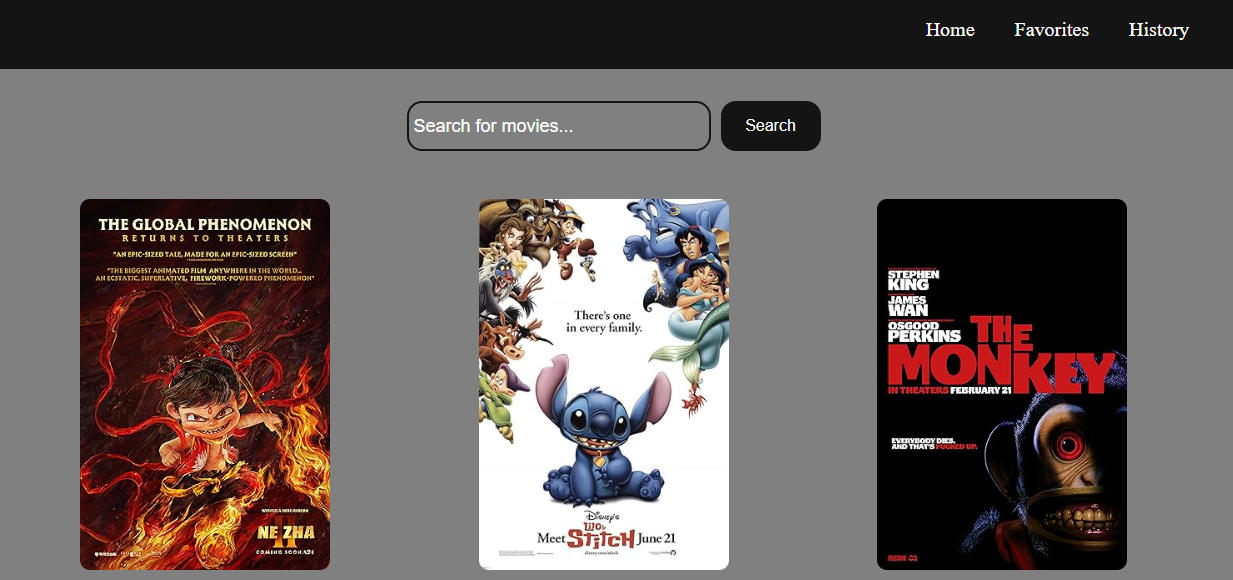 Home
Favorites
History
Search for movies...
Search
THE GLOBAL PHENOMENON
RETURNS TO THEATERS
"AN EPIC-SIZED TALE, MADE FOR AN EPIC-SIZED SCREEN"
"THE BIGGEST ANIMATED FILM ANYWHERE IN THE WORLD...
AN ECSTATIC, SUPERLATIVE, FIREWORK-POWERED PHENOMENON"
NE ZHA
II
COMING SOON
There's one
in every family.
Disney's
Meet Lilo & Stitch June 21
STEPHEN
KING
JAMES
WAN
OSGOOD
PERKINS
THE
MONKEY
IN THEATERS FEBRUARY 21
EVERYBODY DIES,
AND THAT'S FUCKED UP.
NEON